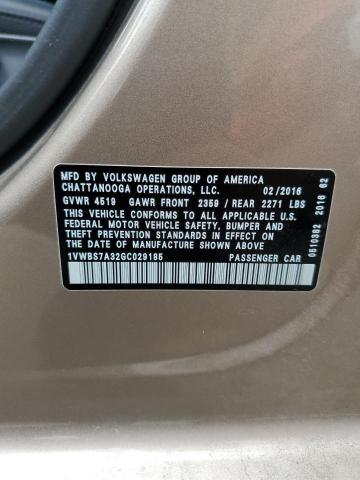 MFD BY VOLKSWAGEN GROUP OF AMERICA
CHATTANOOGA OPERATIONS, LLC. 02/2016
GVWR 4519 GAWR FRONT 2359 / REAR 2271 LBS
THIS VEHICLE CONFORMS TO ALL APPLICABLE U.S.
FEDERAL MOTOR VEHICLE SAFETY, BUMPER AND
THEFT PREVENTION STANDARDS IN EFFECT ON THE
DATE OF MANUFACTURE SHOWN ABOVE.
1VWBS7A32GC029185 PASSENGER CAR
0510382 2016 62